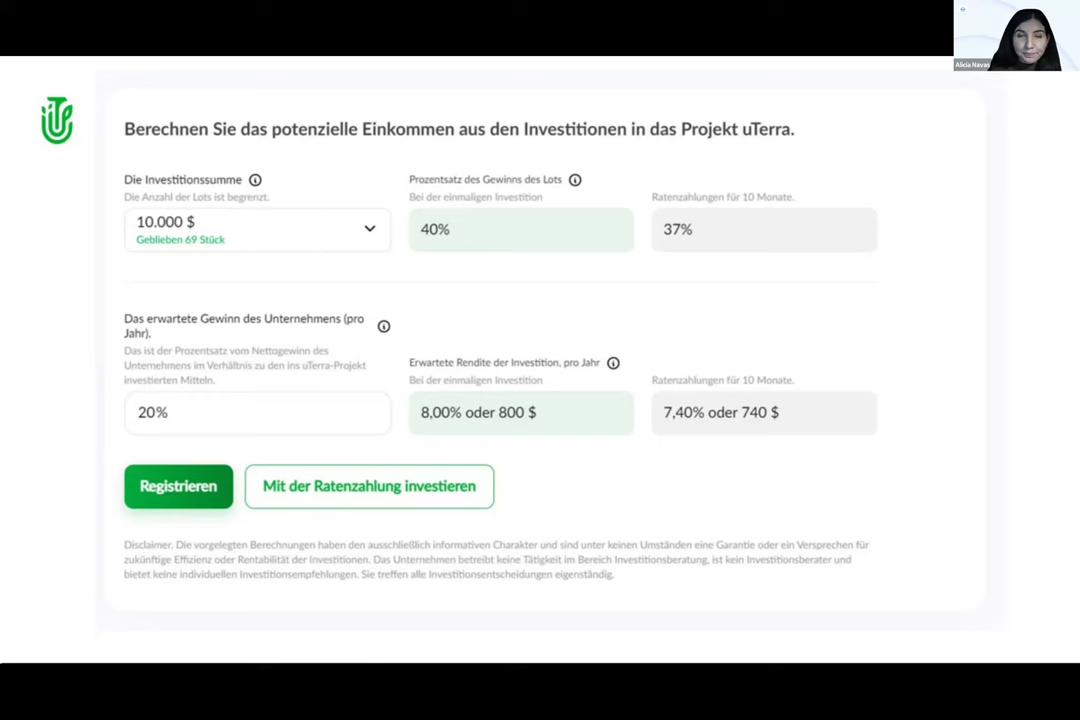 Alicia Navas
Berechnen Sie das potenzielle Einkommen aus den Investitionen in das Projekt uTerra.
Die Investitionssumme
Die Anzahl der Lots ist begrenzt.
10.000 $
Geblieben 69 Stück
Prozentsatz des Gewinns des Lots
Bei der einmaligen Investition
40%
Ratenzahlungen für 10 Monate.
37%
Das erwartete Gewinn des Unternehmens (pro
Jahr).
Das ist der Prozentsatz vom Nettogewinn des
Unternehmens im Verhältnis zu den ins uTerra-Projekt
investierten Mitteln.
20%
Erwartete Rendite der Investition, pro Jahr
Bei der einmaligen Investition
8,00% oder 800 $
Ratenzahlungen für 10 Monate.
7,40% oder 740 $
Registrieren
Mit der Ratenzahlung investieren
Disclaimer. Die vorgelegten Berechnungen haben den ausschließlich informativen Charakter und sind unter keinen Umständen eine Garantie oder ein Versprechen für
zukünftige Effizienz oder Rentabilität der Investitionen. Das Unternehmen betreibt keine Tätigkeit im Bereich Investitionsberatung, ist kein Investitionsberater und
bietet keine individuellen Investitionsempfehlungen. Sie treffen alle Investitionsentscheidungen eigenständig.